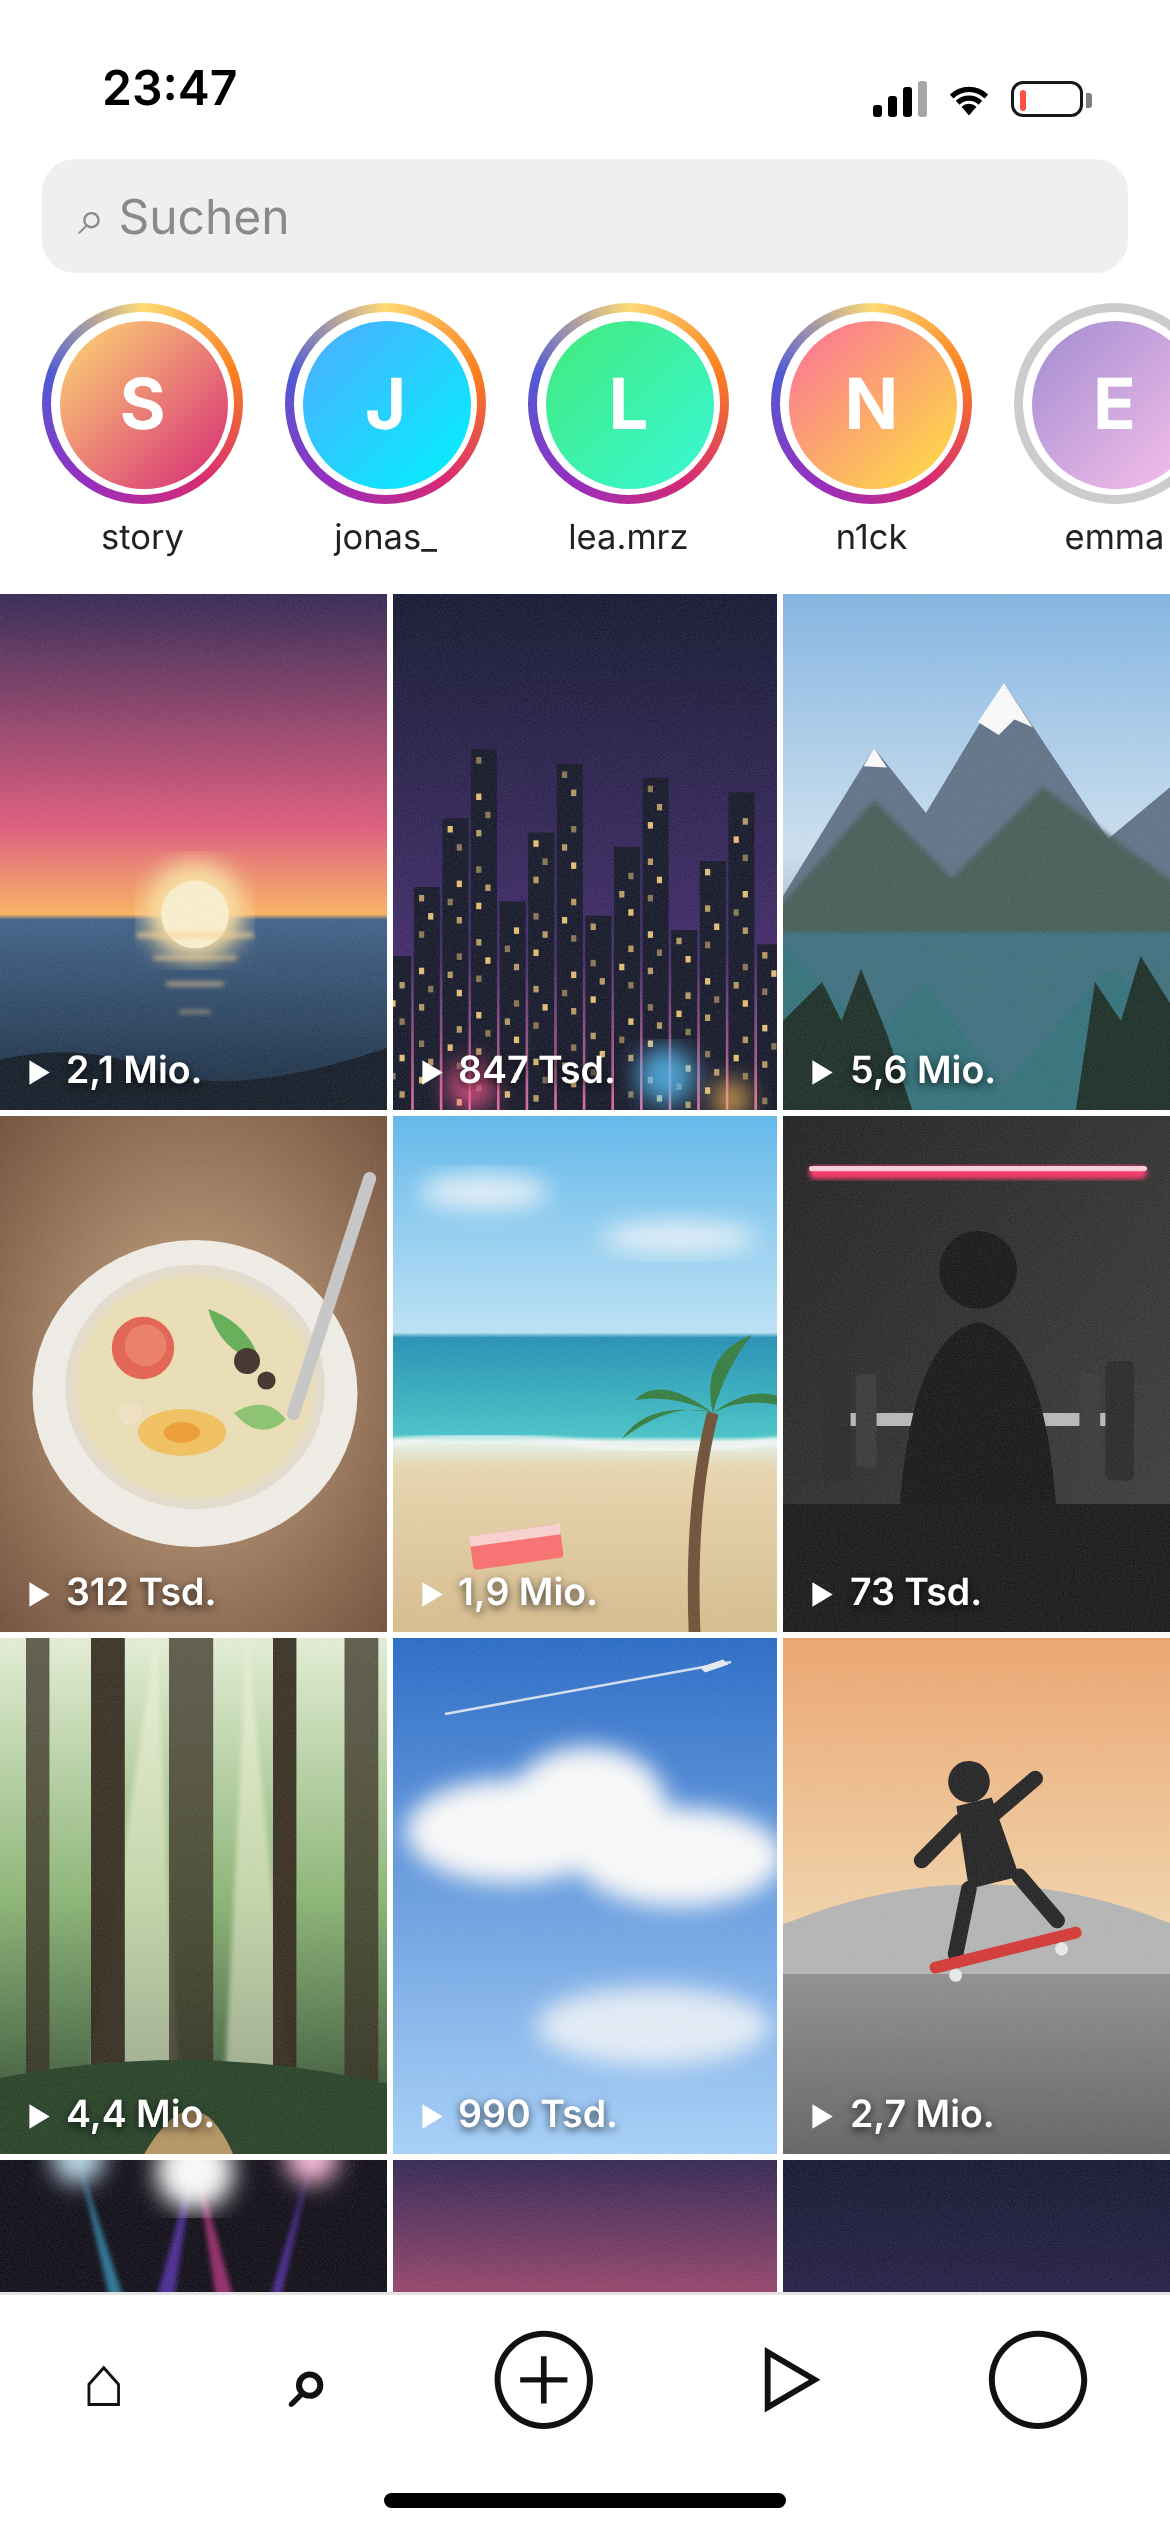 23:47
Suchen
S J L N E
story jonas_ lea.mrz n1ck emma
2,1 Mio. 847 Tsd. 5,6 Mio.
312 Tsd. 1,9 Mio. 73 Tsd.
4,4 Mio. 990 Tsd. 2,7 Mio.